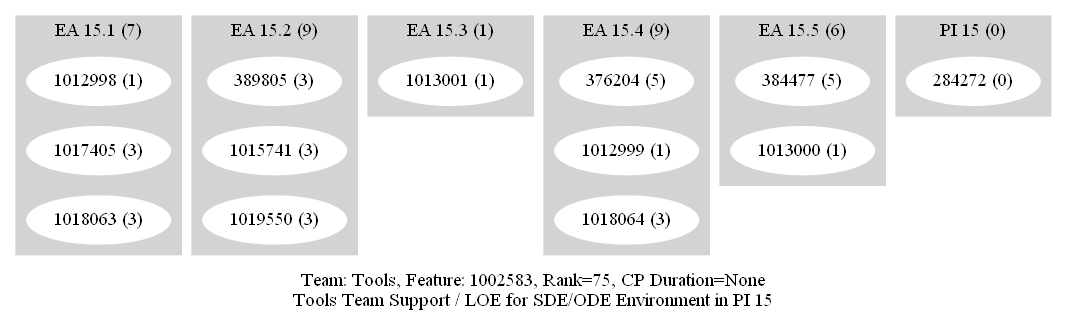 EA 15.1 (7)
1012998 (1)
1017405 (3)
1018063 (3)
EA 15.2 (9)
389805 (3)
1015741 (3)
1019550 (3)
EA 15.3 (1)
1013001 (1)
EA 15.4 (9)
376204 (5)
1012999 (1)
1018064 (3)
EA 15.5 (6)
384477 (5)
1013000 (1)
PI 15 (0)
284272 (0)
Team: Tools, Feature: 1002583, Rank=75, CP Duration=None
Tools Team Support / LOE for SDE/ODE Environment in PI 15